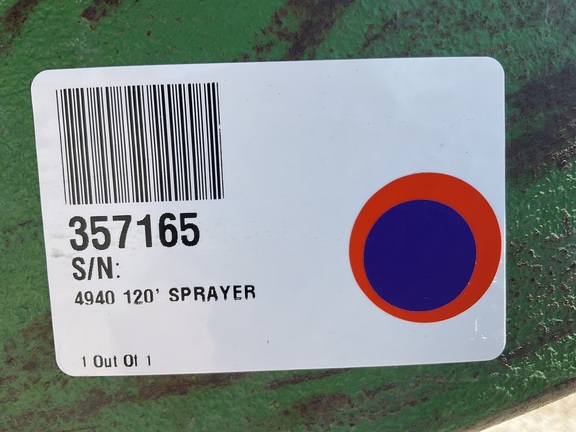 357165
S/N:
4940 120' SPRAYER
1 Out Of 1